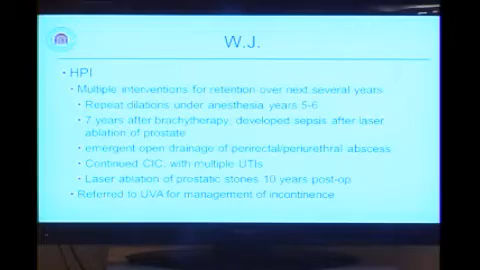 W.J.
• HPI
• Multiple interventions for retention over next several years
• Repeat dilations under anesthesia years 5-6
• 7 years after brachytherapy, developed sepsis after laser
ablation of prostate
• emergent open drainage of perirectal/periurethral abscess
• Continued CIC, with multiple UTIs
• Laser ablation of prostatic stones 10 years post-op
• Referred to UVA for management of incontinence